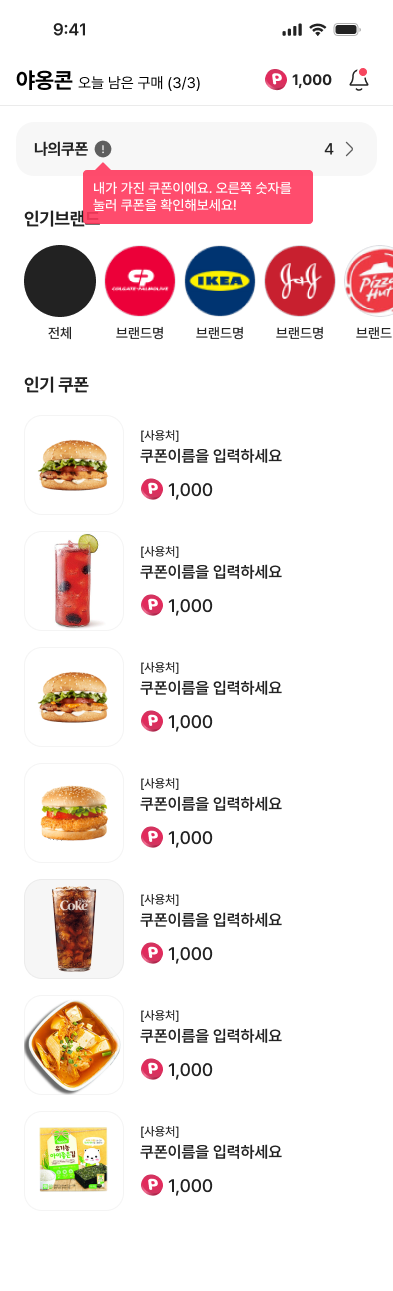 9:41
야옹콘 오늘 남은 구매 (3/3)
P 1,000
나의쿠폰 !
4
내가 가진 쿠폰이에요. 오른쪽 숫자를
눌러 쿠폰을 확인해보세요!
인기브랜드
COLGATE-PALMOLIVE
IKEA
J&J
Pizza
Hut
전체
브랜드명
브랜드명
브랜드명
브랜드
인기 쿠폰
[사용처]
쿠폰이름을 입력하세요
P 1,000
[사용처]
쿠폰이름을 입력하세요
P 1,000
[사용처]
쿠폰이름을 입력하세요
P 1,000
[사용처]
쿠폰이름을 입력하세요
P 1,000
Coke
[사용처]
쿠폰이름을 입력하세요
P 1,000
[사용처]
쿠폰이름을 입력하세요
P 1,000
유기농
[사용처]
쿠폰이름을 입력하세요
P 1,000